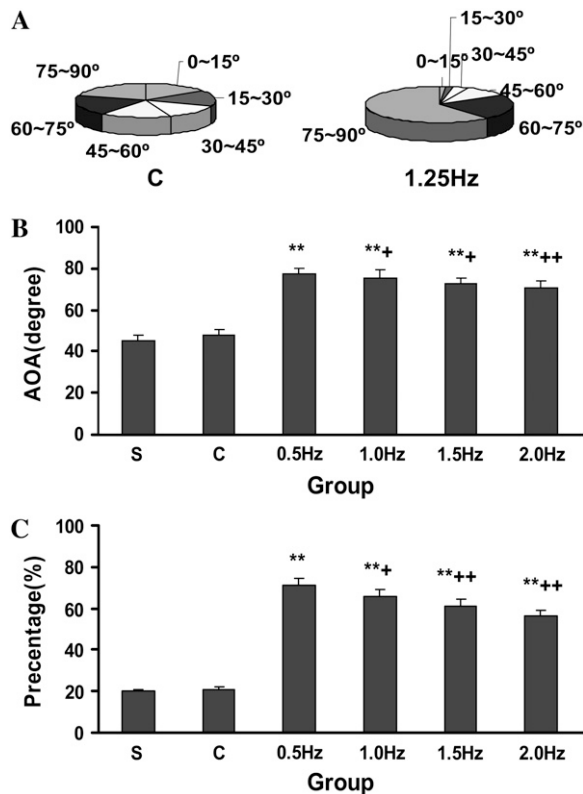 A
75~90º
0~15º
15~30º
60~75º
45~60º
30~45º
C
15~30º
0~15º
30~45º
45~60º
75~90º
60~75º
1.25Hz
B
100
80
60
40
20
0
AOA(degree)
**
**+
**+
**++
S C 0.5Hz 1.0Hz 1.5Hz 2.0Hz
Group
C
100
80
60
40
20
0
Precentage(%)
**
**+
**++
**++
S C 0.5Hz 1.0Hz 1.5Hz 2.0Hz
Group